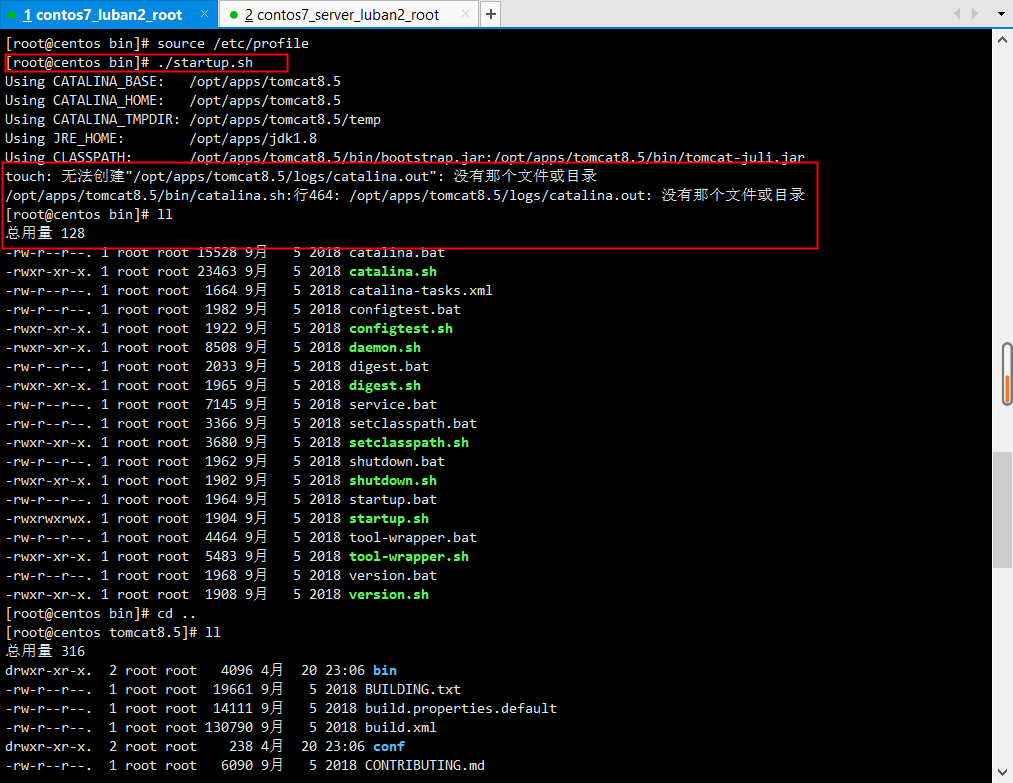 1 contos7_luban2_root × 2 contos7_server_luban2_root × +
[root@centos bin]# source /etc/profile
[root@centos bin]# ./startup.sh
Using CATALINA_BASE:   /opt/apps/tomcat8.5
Using CATALINA_HOME:   /opt/apps/tomcat8.5
Using CATALINA_TMPDIR: /opt/apps/tomcat8.5/temp
Using JRE_HOME:        /opt/apps/jdk1.8
Using CLASSPATH:       /opt/apps/tomcat8.5/bin/bootstrap.jar:/opt/apps/tomcat8.5/bin/tomcat-juli.jar
touch: 无法创建"/opt/apps/tomcat8.5/logs/catalina.out": 没有那个文件或目录
/opt/apps/tomcat8.5/bin/catalina.sh:行464: /opt/apps/tomcat8.5/logs/catalina.out: 没有那个文件或目录
[root@centos bin]# ll
总用量 128
-rw-r--r--. 1 root root 15528 9月   5 2018 catalina.bat
-rwxr-xr-x. 1 root root 23463 9月   5 2018 catalina.sh
-rw-r--r--. 1 root root  1664 9月   5 2018 catalina-tasks.xml
-rw-r--r--. 1 root root  1982 9月   5 2018 configtest.bat
-rwxr-xr-x. 1 root root  1922 9月   5 2018 configtest.sh
-rwxr-xr-x. 1 root root  8508 9月   5 2018 daemon.sh
-rw-r--r--. 1 root root  2033 9月   5 2018 digest.bat
-rwxr-xr-x. 1 root root  1965 9月   5 2018 digest.sh
-rw-r--r--. 1 root root  7145 9月   5 2018 service.bat
-rw-r--r--. 1 root root  3366 9月   5 2018 setclasspath.bat
-rwxr-xr-x. 1 root root  3680 9月   5 2018 setclasspath.sh
-rw-r--r--. 1 root root  1962 9月   5 2018 shutdown.bat
-rwxr-xr-x. 1 root root  1902 9月   5 2018 shutdown.sh
-rw-r--r--. 1 root root  1964 9月   5 2018 startup.bat
-rwxrwxrwx. 1 root root  1904 9月   5 2018 startup.sh
-rw-r--r--. 1 root root  4464 9月   5 2018 tool-wrapper.bat
-rwxr-xr-x. 1 root root  5483 9月   5 2018 tool-wrapper.sh
-rw-r--r--. 1 root root  1968 9月   5 2018 version.bat
-rwxr-xr-x. 1 root root  1908 9月   5 2018 version.sh
[root@centos bin]# cd ..
[root@centos tomcat8.5]# ll
总用量 316
drwxr-xr-x.  2 root root   4096 4月  20 23:06 bin
-rw-r--r--.  1 root root  19661 9月   5 2018 BUILDING.txt
-rw-r--r--.  1 root root  14111 9月   5 2018 build.properties.default
-rw-r--r--.  1 root root 130790 9月   5 2018 build.xml
drwxr-xr-x.  2 root root    238 4月  20 23:06 conf
-rw-r--r--.  1 root root   6090 9月   5 2018 CONTRIBUTING.md